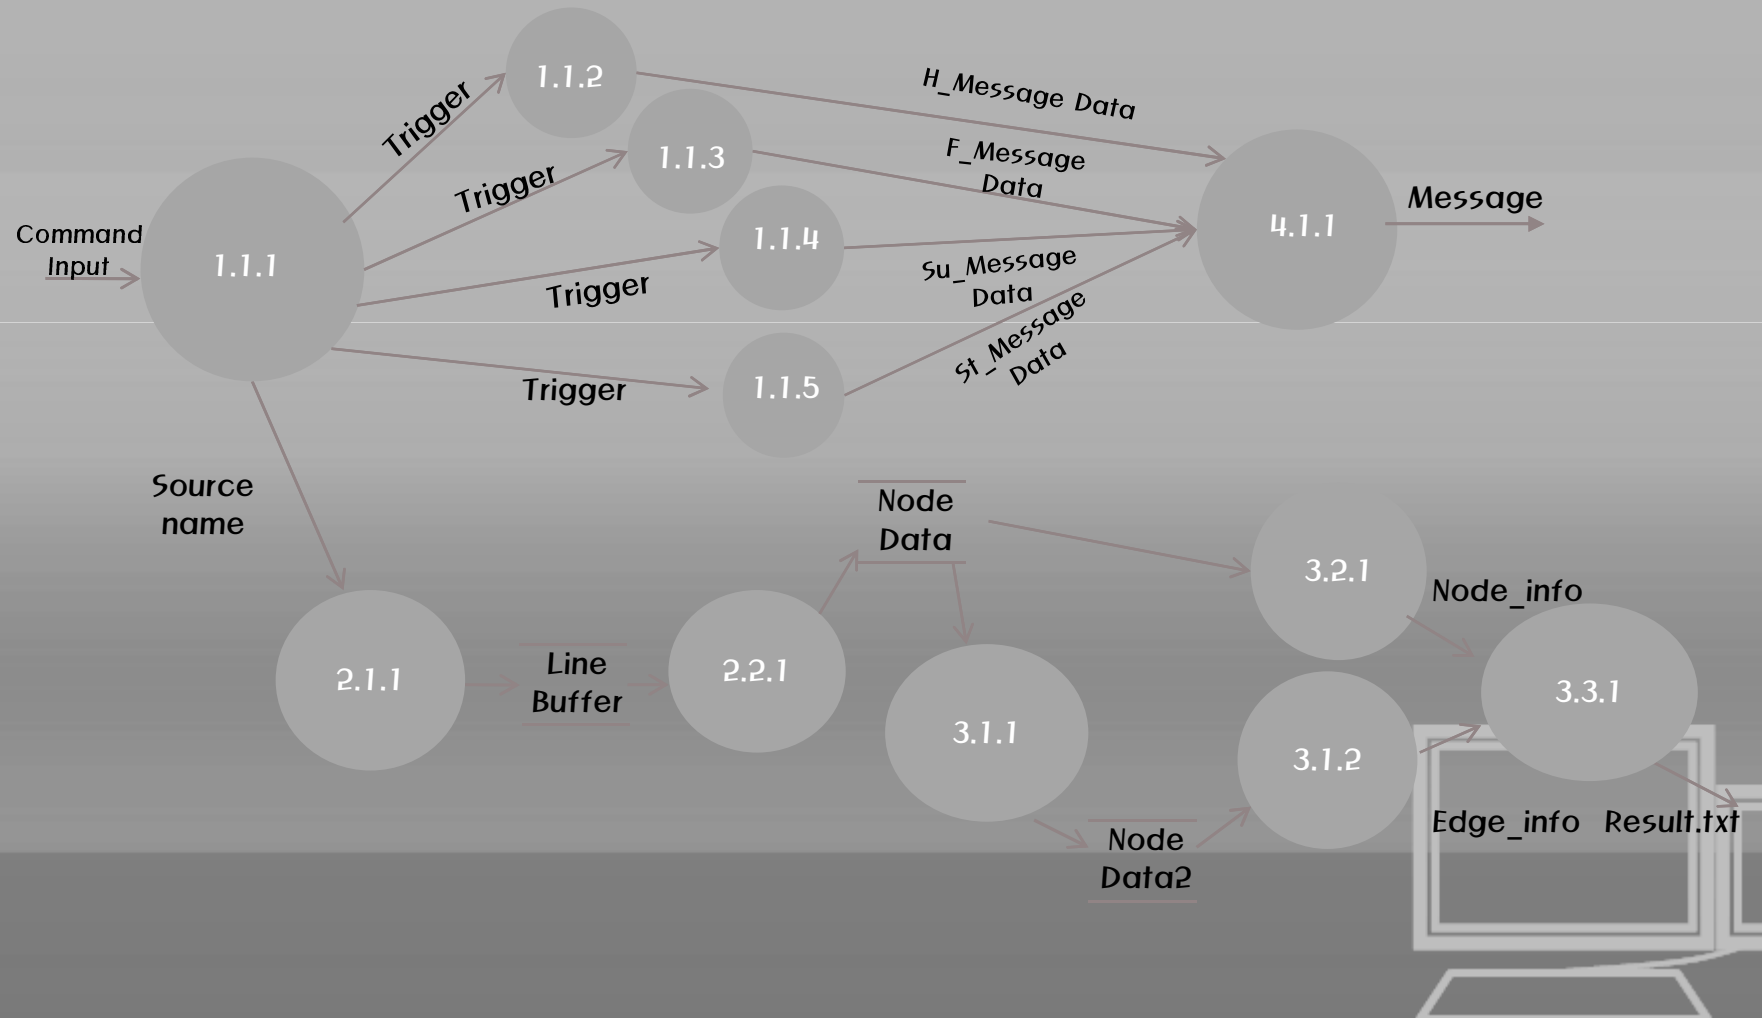 1.1.2
H_Message Data
Trigger
1.1.3
F_Message
Data
Trigger
Message
Command
Input
1.1.1
1.1.4
4.1.1
Trigger
Su_Message
Data
St_Message
Data
Trigger
1.1.5
Source
name
Node
Data
3.2.1
Node_info
2.1.1
Line
Buffer
2.2.1
3.1.1
3.1.2
3.3.1
Edge_info
Result.txt
Node
Data2